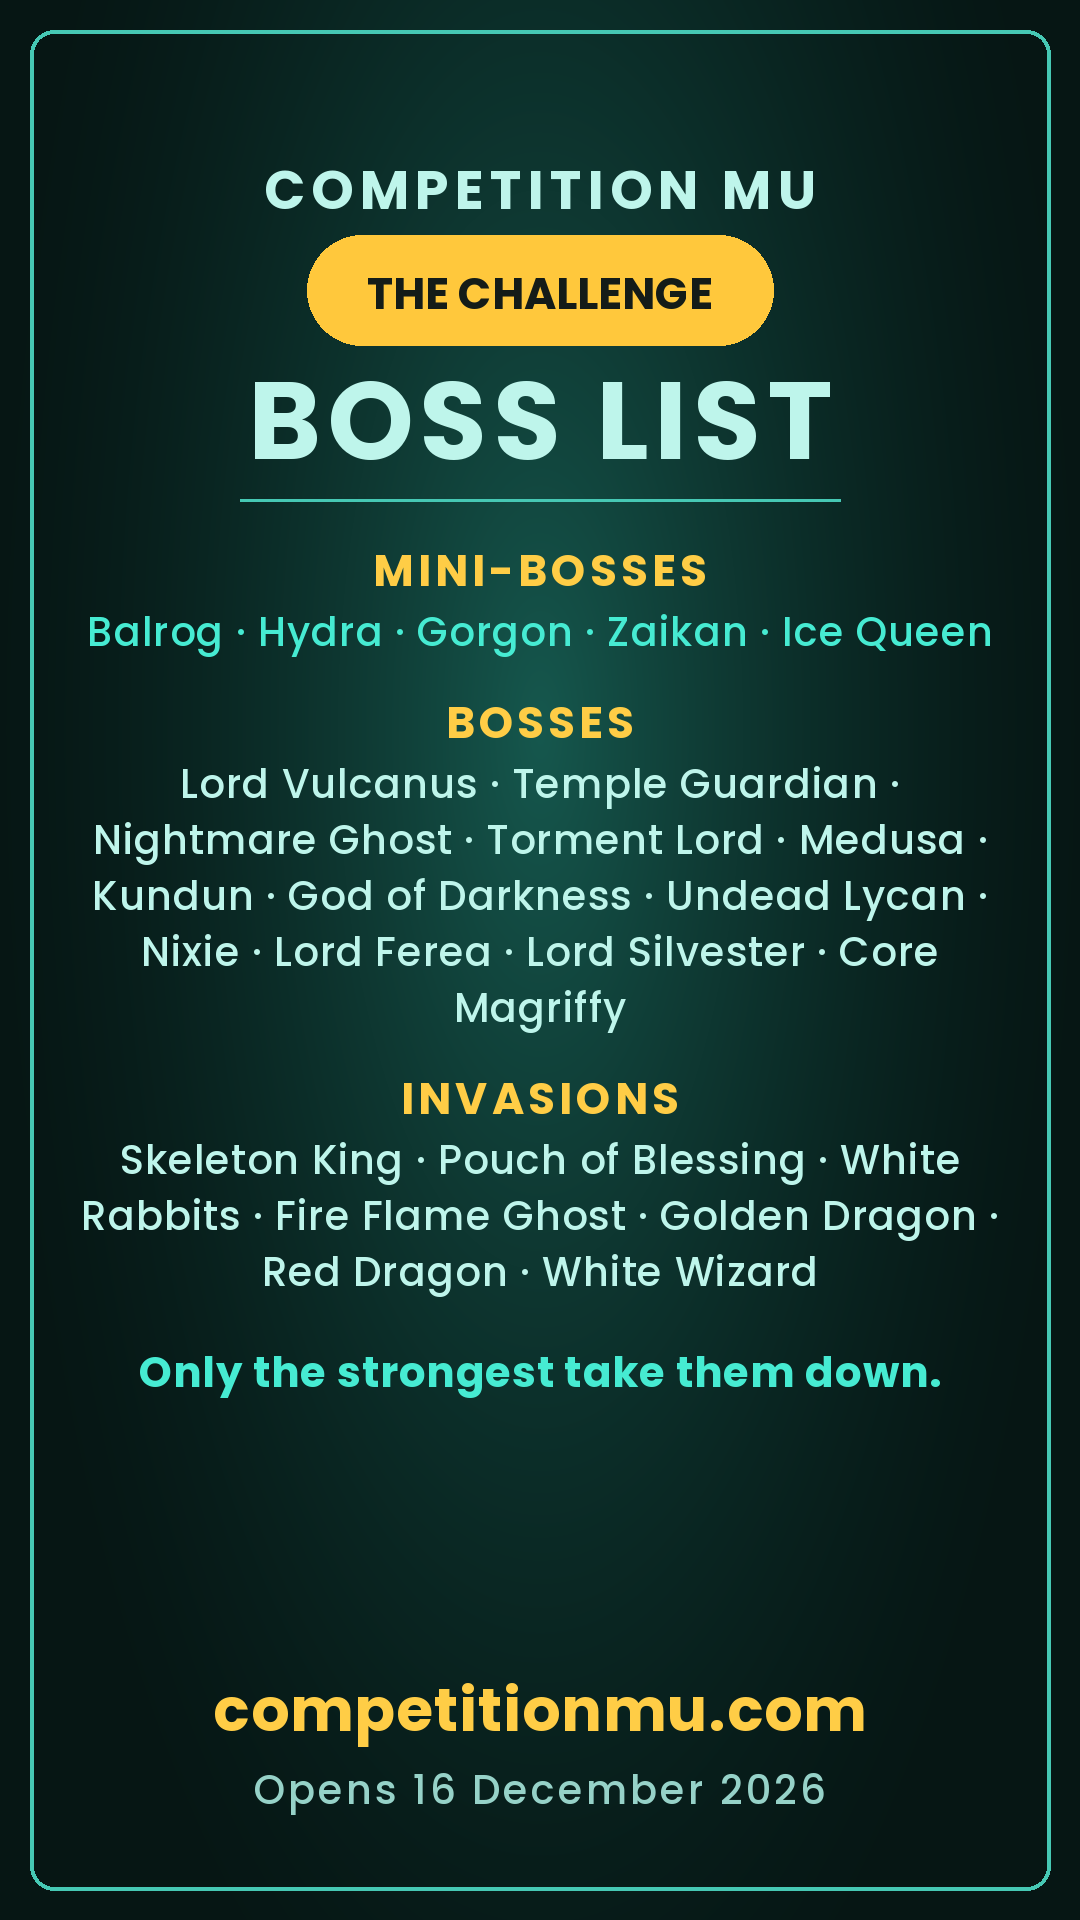 COMPETITION MU
THE CHALLENGE
BOSS LIST
MINI-BOSSES
Balrog · Hydra · Gorgon · Zaikan · Ice Queen
BOSSES
Lord Vulcanus · Temple Guardian ·
Nightmare Ghost · Torment Lord · Medusa ·
Kundun · God of Darkness · Undead Lycan ·
Nixie · Lord Ferea · Lord Silvester · Core
Magriffy
INVASIONS
Skeleton King · Pouch of Blessing · White
Rabbits · Fire Flame Ghost · Golden Dragon ·
Red Dragon · White Wizard
Only the strongest take them down.
competitionmu.com
Opens 16 December 2026